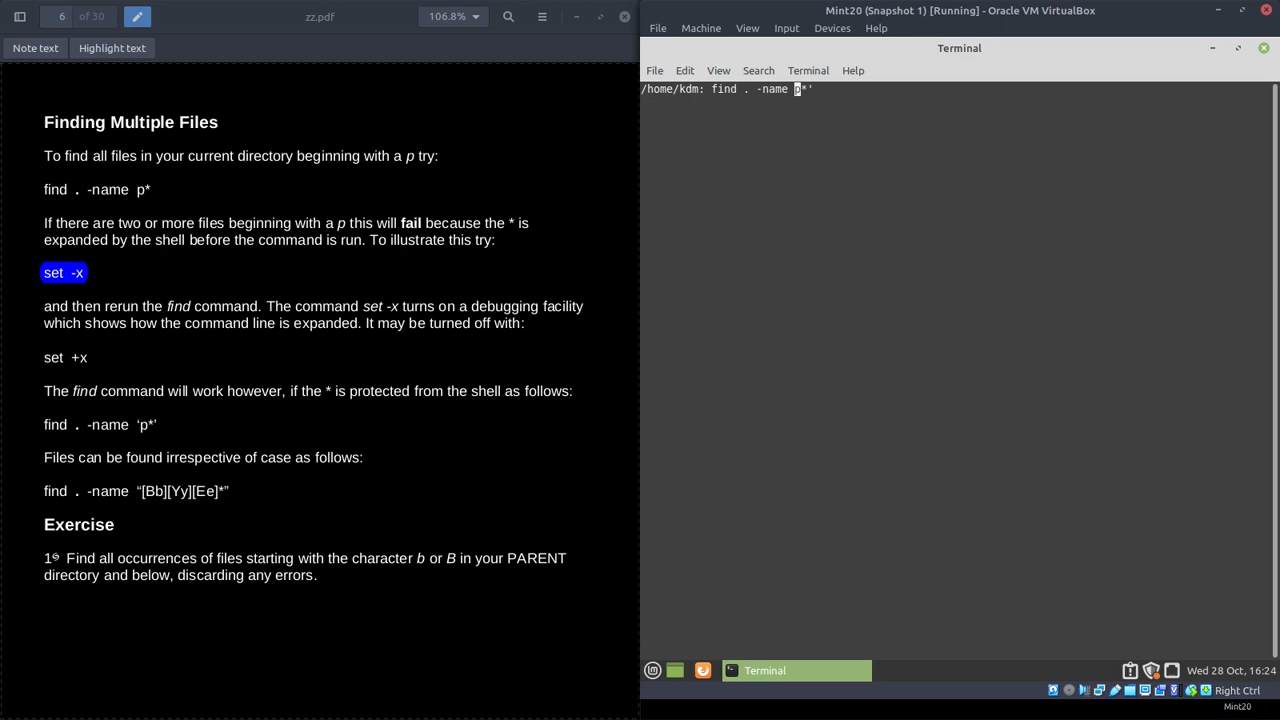 6 of 30
zz.pdf
106.8%
Note text
Highlight text
Finding Multiple Files
To find all files in your current directory beginning with a p try:
find . -name p*
If there are two or more files beginning with a p this will fail because the * is
expanded by the shell before the command is run. To illustrate this try:
set -x
and then rerun the find command. The command set -x turns on a debugging facility
which shows how the command line is expanded. It may be turned off with:
set +x
The find command will work however, if the * is protected from the shell as follows:
find . -name ‘p*’
Files can be found irrespective of case as follows:
find . -name “[Bb][Yy][Ee]*”
Exercise
1 Find all occurrences of files starting with the character b or B in your PARENT
directory and below, discarding any errors.
Mint20 (Snapshot 1) [Running] - Oracle VM VirtualBox
File Machine View Input Devices Help
Terminal
File Edit View Search Terminal Help
/home/kdm: find . -name p*'
Terminal
Wed 28 Oct, 16:24
Right Ctrl
Mint20